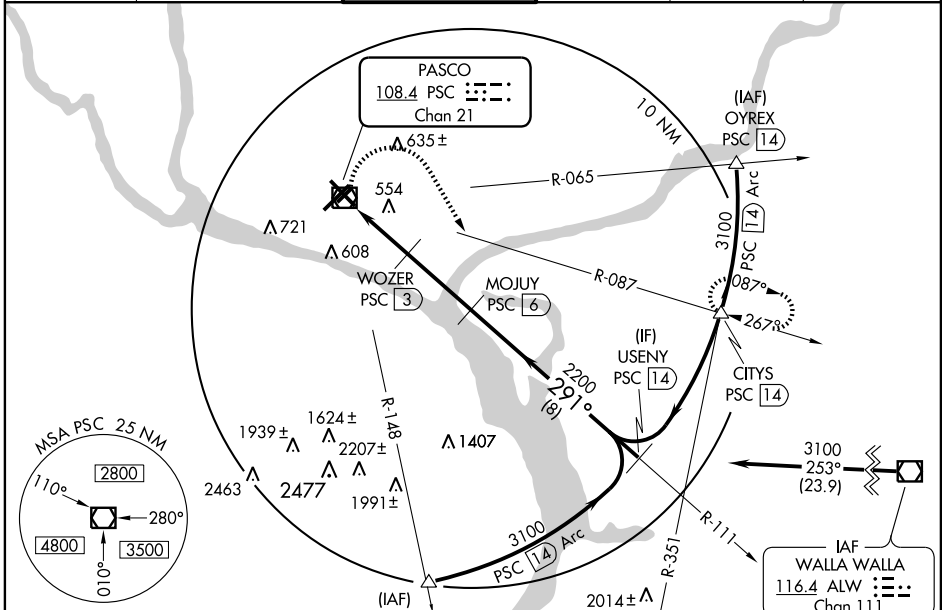 PASCO
108.4 PSC
Chan 21
10 NM
(IAF)
OYREX
PSC 14
635±
R-065
554
721
608
3100
PSC 14 Arc
WOZER
PSC 3
MOJUY
PSC 6
R-087
087°
267°
(IF)
USENY
PSC 14
CITYS
PSC 14
2200
291°
(8)
R-148
1624±
1939±
2207±
1407
2463
2477
1991±
MSA PSC 25 NM
2800
110°
280°
4800
3500
010°
3100
253°
(23.9)
3100
PSC 14 Arc
R-111
R-351
(IAF)
2014±
IAF
WALLA WALLA
116.4 ALW
Chan 111